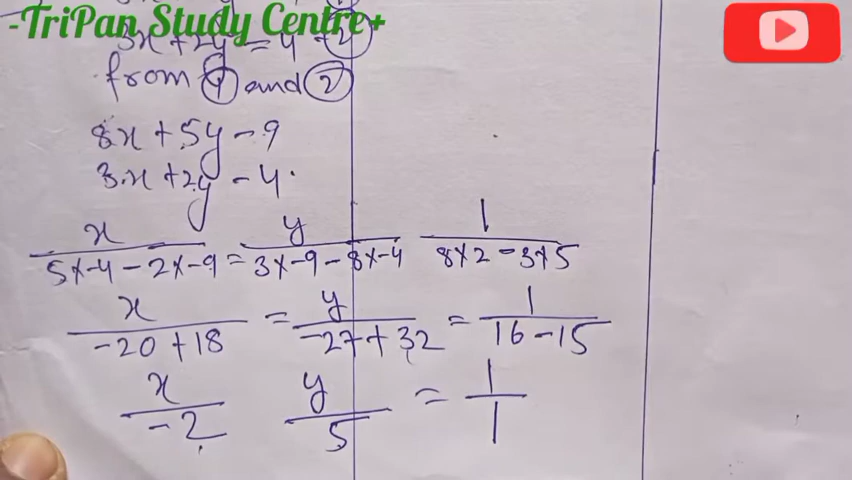 -TriPan Study Centre+
3x + 2y = 4 - ②
from ① and ②
8x + 5y - 9
3x + 2y - 4
x/(5×-4 - 2×-9) = y/(3×-9 - 8×-4) 1/(8×2 - 3×5)
x/(-20 + 18) = y/(-27 + 32) = 1/(16 - 15)
x/-2 y/5 = 1/1